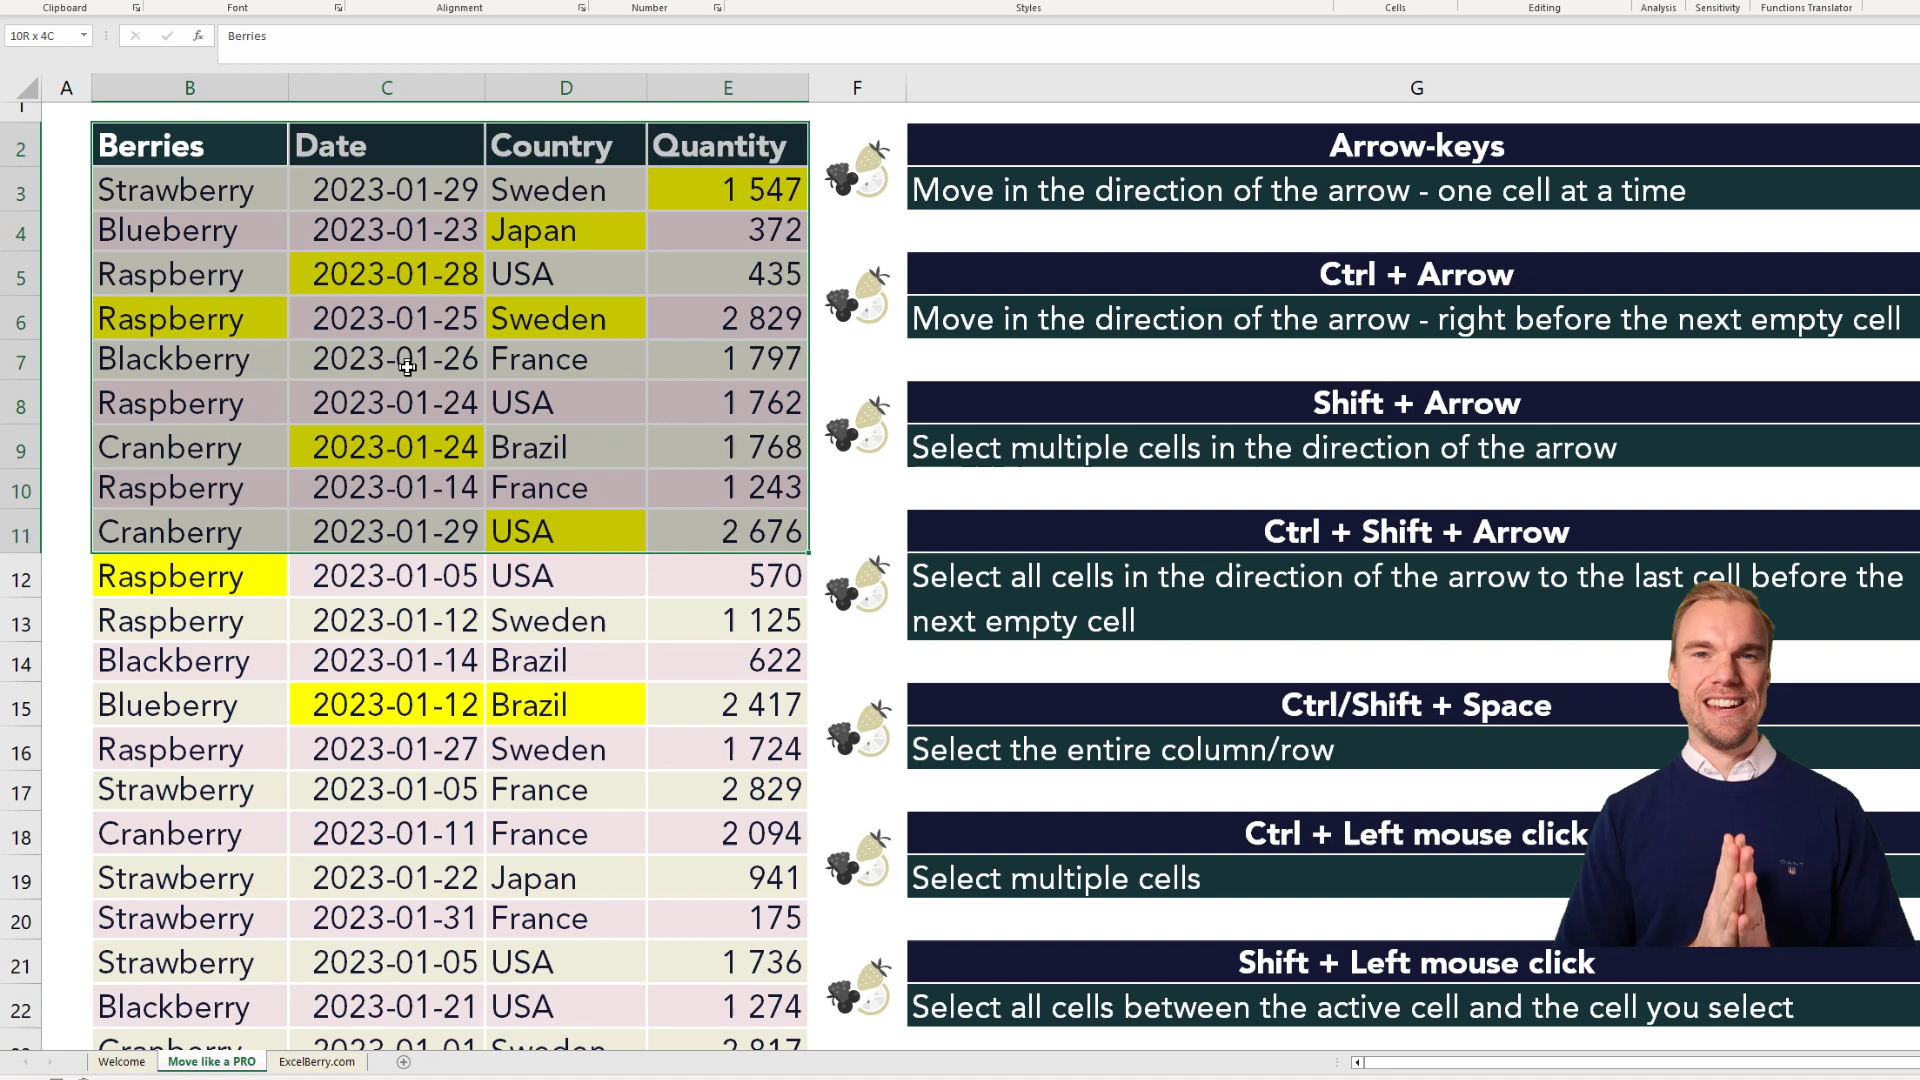 Clipboard Font Alignment Number Styles Cells Editing Analysis Sensitivity Functions Translator
10R x 4C fx Berries
A B C D E F G
1
2 Berries Date Country Quantity
3 Strawberry 2023-01-29 Sweden 1 547
4 Blueberry 2023-01-23 Japan 372
5 Raspberry 2023-01-28 USA 435
6 Raspberry 2023-01-25 Sweden 2 829
7 Blackberry 2023-01-26 France 1 797
8 Raspberry 2023-01-24 USA 1 762
9 Cranberry 2023-01-24 Brazil 1 768
10 Raspberry 2023-01-14 France 1 243
11 Cranberry 2023-01-29 USA 2 676
12 Raspberry 2023-01-05 USA 570
13 Raspberry 2023-01-12 Sweden 1 125
14 Blackberry 2023-01-14 Brazil 622
15 Blueberry 2023-01-12 Brazil 2 417
16 Raspberry 2023-01-27 Sweden 1 724
17 Strawberry 2023-01-05 France 2 829
18 Cranberry 2023-01-11 France 2 094
19 Strawberry 2023-01-22 Japan 941
20 Strawberry 2023-01-31 France 175
21 Strawberry 2023-01-05 USA 1 736
22 Blackberry 2023-01-21 USA 1 274
Cranberry 2023-01-01 Sweden 2 817
Arrow-keys
Move in the direction of the arrow - one cell at a time
Ctrl + Arrow
Move in the direction of the arrow - right before the next empty cell
Shift + Arrow
Select multiple cells in the direction of the arrow
Ctrl + Shift + Arrow
Select all cells in the direction of the arrow to the last cell before the
next empty cell
Ctrl/Shift + Space
Select the entire column/row
Ctrl + Left mouse click
Select multiple cells
Shift + Left mouse click
Select all cells between the active cell and the cell you select
GANT
Welcome Move like a PRO ExcelBerry.com